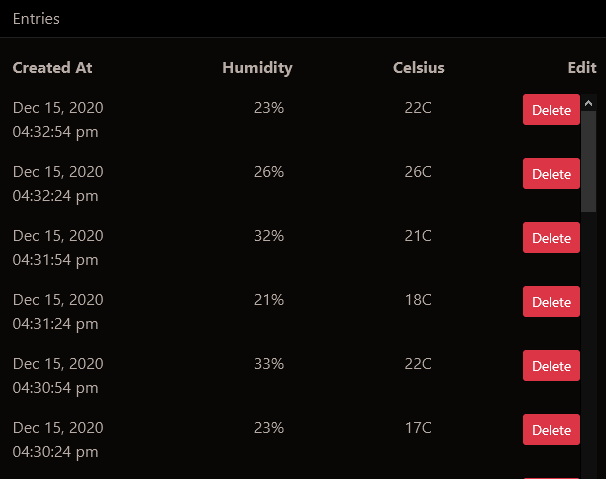 Entries
Created At Humidity Celsius Edit
Dec 15, 2020 23% 22C Delete
04:32:54 pm
Dec 15, 2020 26% 26C Delete
04:32:24 pm
Dec 15, 2020 32% 21C Delete
04:31:54 pm
Dec 15, 2020 21% 18C Delete
04:31:24 pm
Dec 15, 2020 33% 22C Delete
04:30:54 pm
Dec 15, 2020 23% 17C Delete
04:30:24 pm